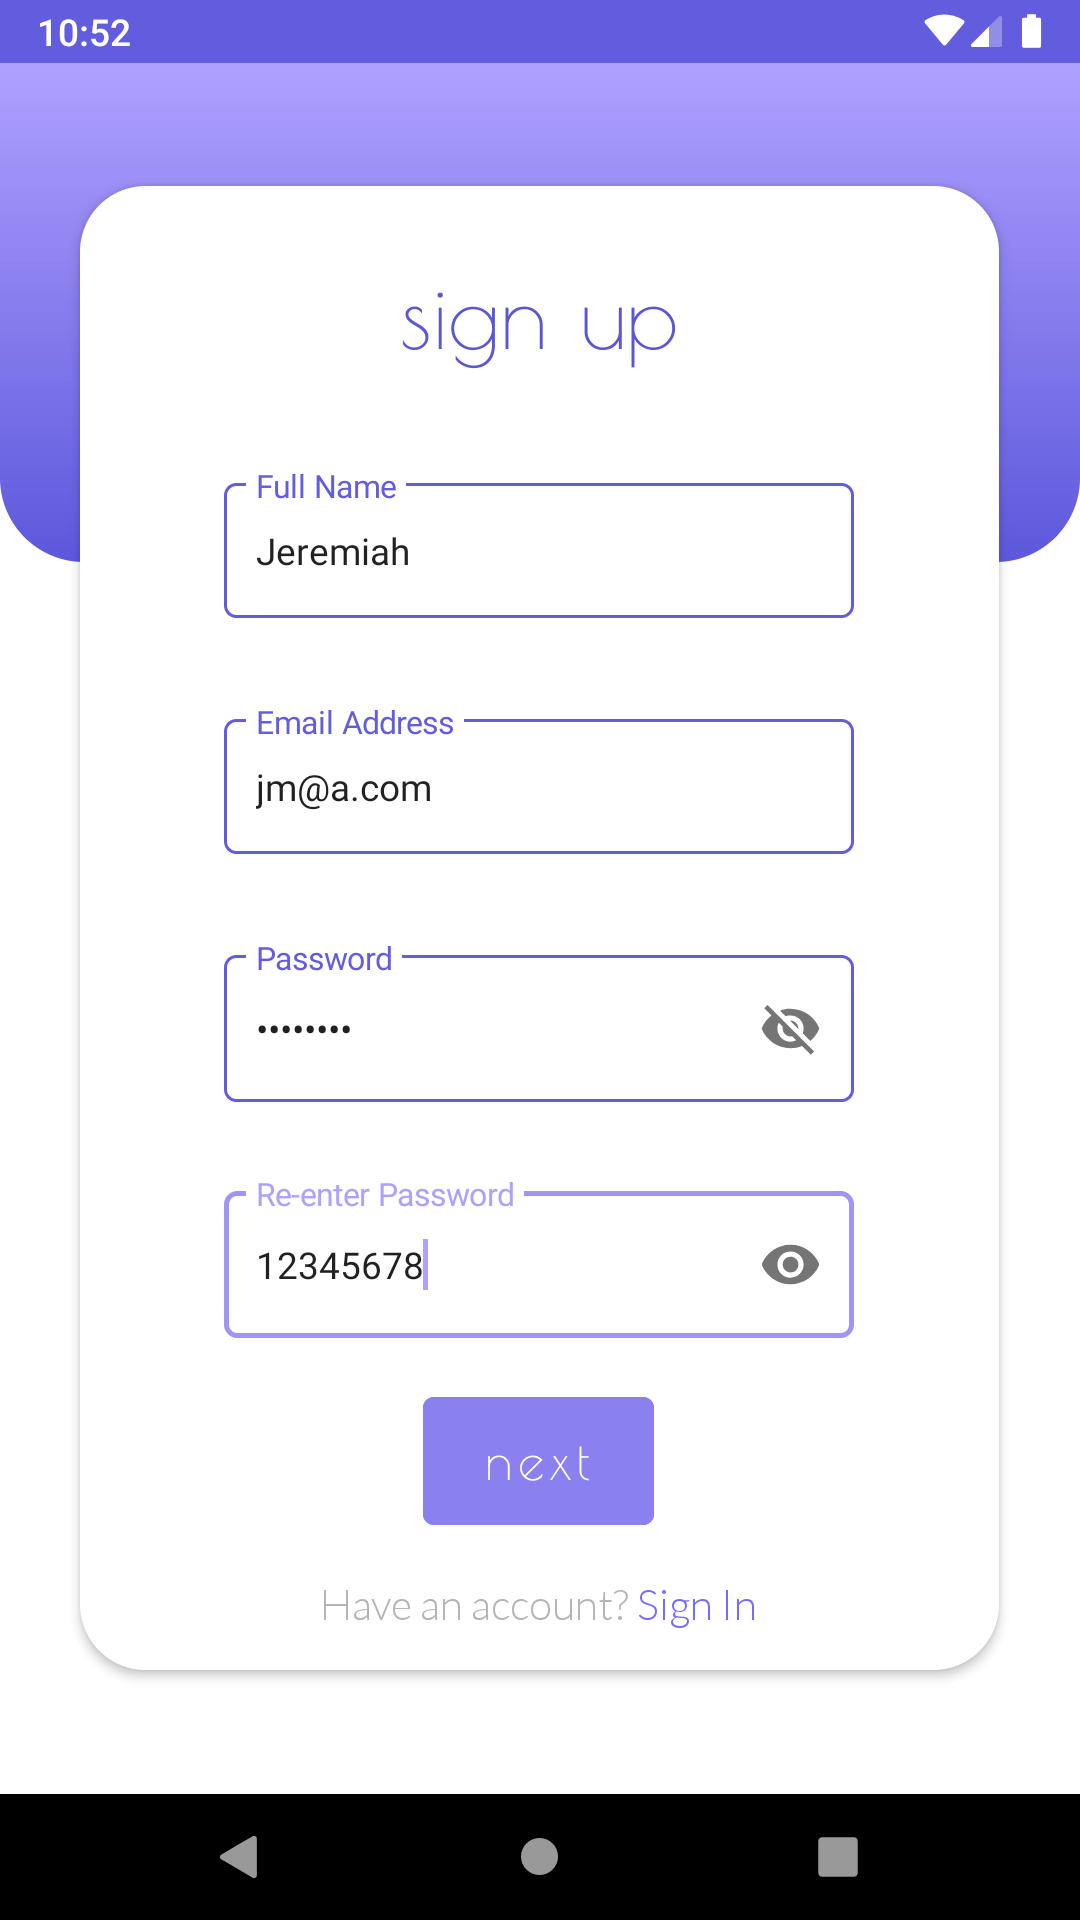 10:52
sign up
Full Name
Jeremiah
Email Address
jm@a.com
Password
••••••••
Re-enter Password
12345678
next
Have an account? Sign In